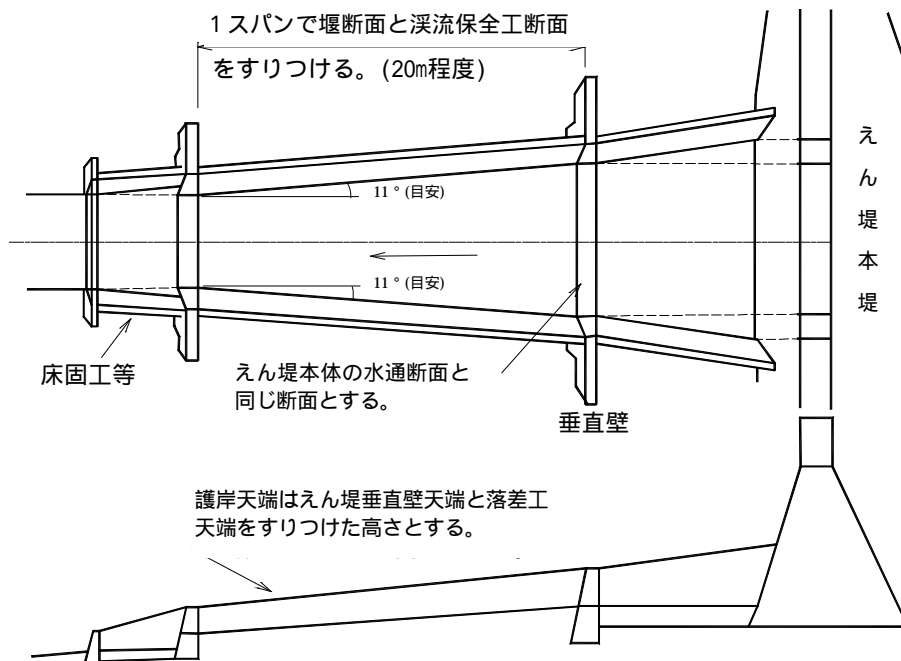 1スパンで堰断面と渓流保全工断面
をすりつける。(20m程度)
えん堤本堤
11°(目安)
11°(目安)
床固工等
えん堤本体の水通断面と
同じ断面とする。
垂直壁
護岸天端はえん堤垂直壁天端と落差工
天端をすりつけた高さとする。